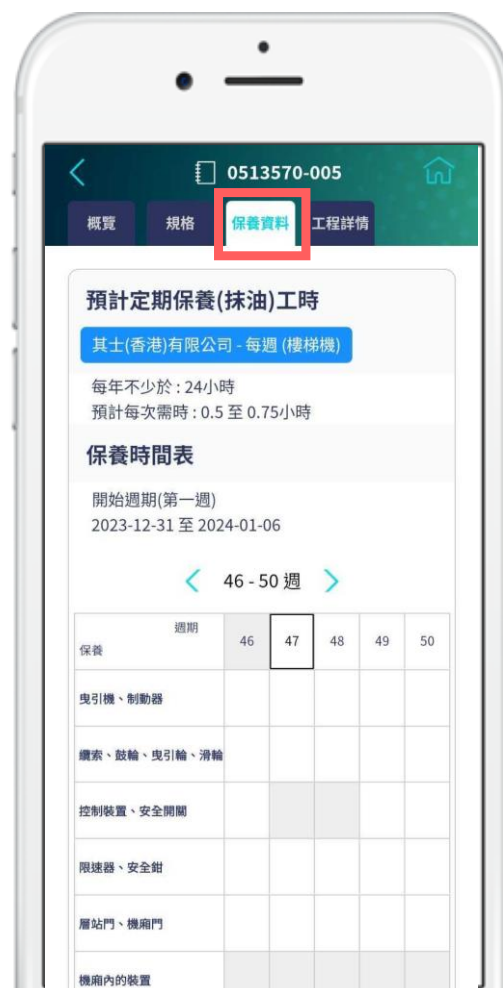 0513570-005
概覽 規格 保養資料 工程詳情
預計定期保養(抹油)工時
其士(香港)有限公司 - 每週 (樓梯機)
每年不少於 : 24小時
預計每次需時 : 0.5 至 0.75小時
保養時間表
開始週期(第一週)
2023-12-31 至 2024-01-06
46 - 50 週
週期
保養 46 47 48 49 50
曳引機、制動器
纜索、鼓輪、曳引輪、滑輪
控制裝置、安全開關
限速器、安全鉗
層站門、機廂門
機廂內的裝置